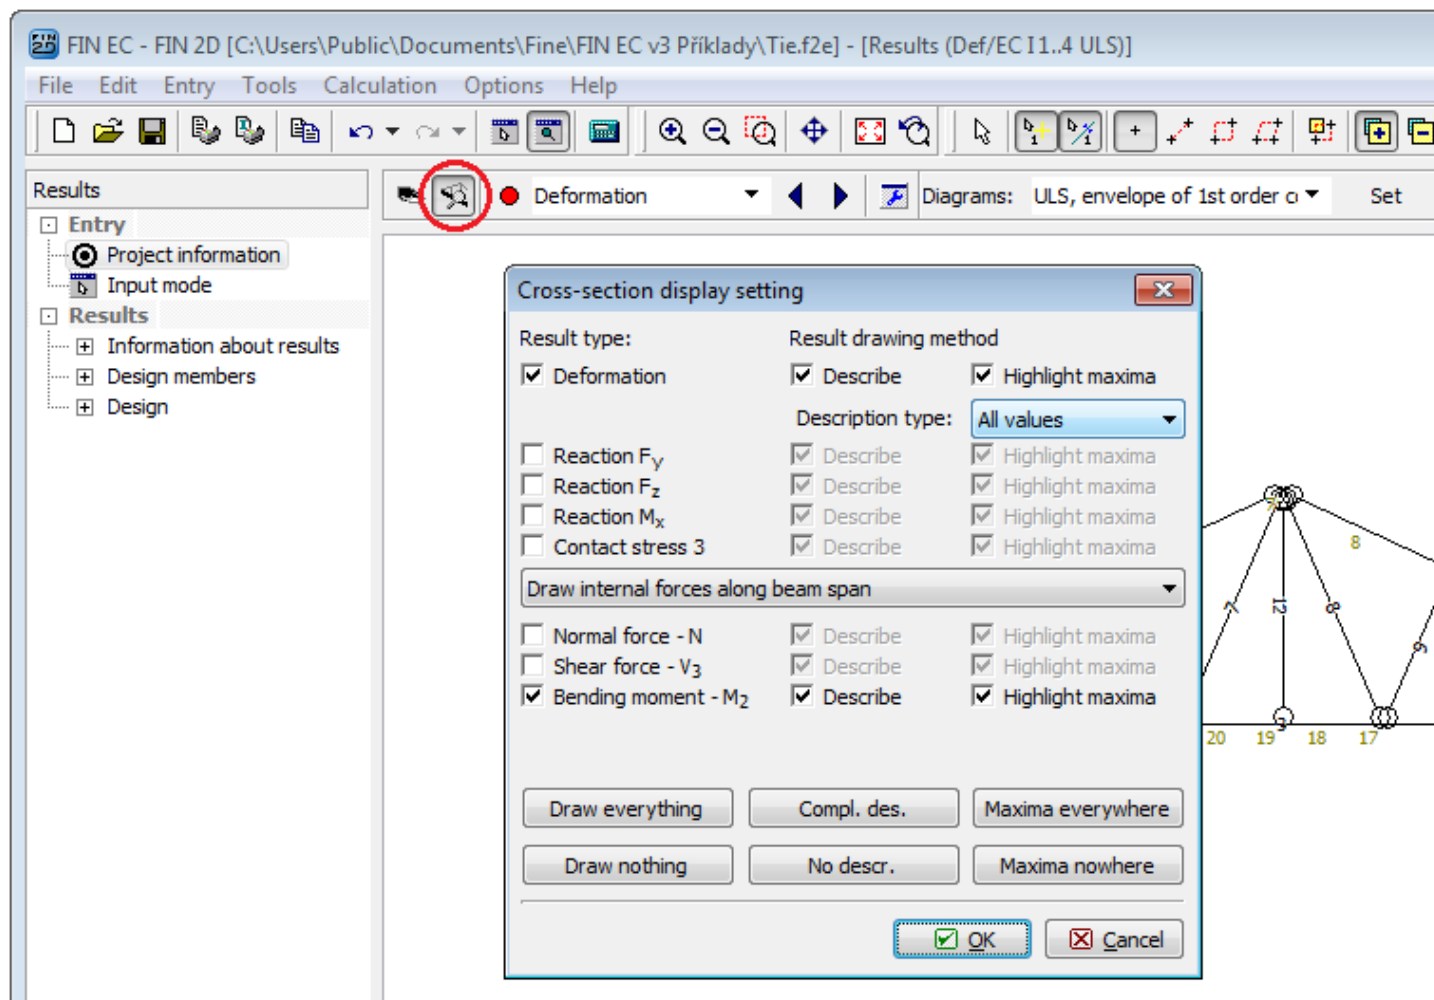 FIN EC - FIN 2D [C:\Users\Public\Documents\Fine\FIN EC v3 Příklady\Tie.f2e] - [Results (Def/EC I 1..4 ULS)]
File Edit Entry Tools Calculation Options Help
Results
Deformation
Diagrams: ULS, envelope of 1st order c
Set
Entry
Project information
Input mode
Results
Information about results
Design members
Design
Cross-section display setting
Result type: Result drawing method
Deformation Describe Highlight maxima
Description type: All values
Reaction Fy Describe Highlight maxima
Reaction Fz Describe Highlight maxima
Reaction Mx Describe Highlight maxima
Contact stress 3 Describe Highlight maxima
Draw internal forces along beam span
Normal force - N Describe Highlight maxima
Shear force - V3 Describe Highlight maxima
Bending moment - M2 Describe Highlight maxima
Draw everything Compl. des. Maxima everywhere
Draw nothing No descr. Maxima nowhere
OK Cancel
8
7 12 8 9
20 19 18 17